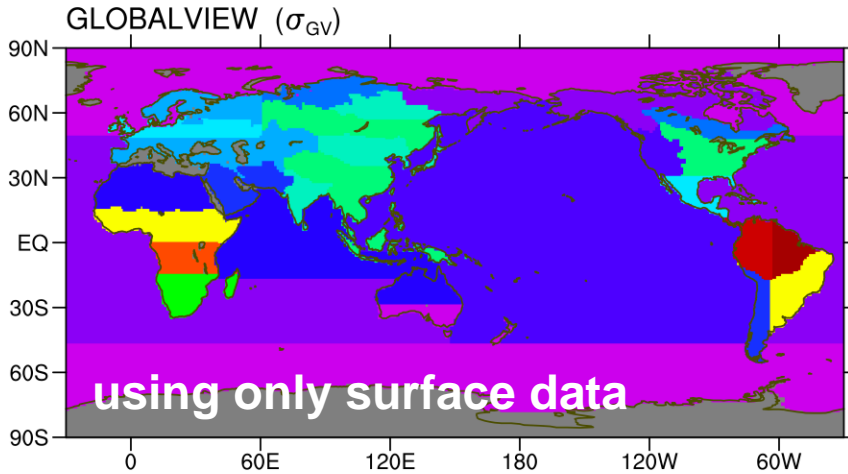 GLOBALVIEW (σGV)
90N
60N
30N
EQ
30S
60S
90S
using only surface data
0 60E 120E 180 120W 60W